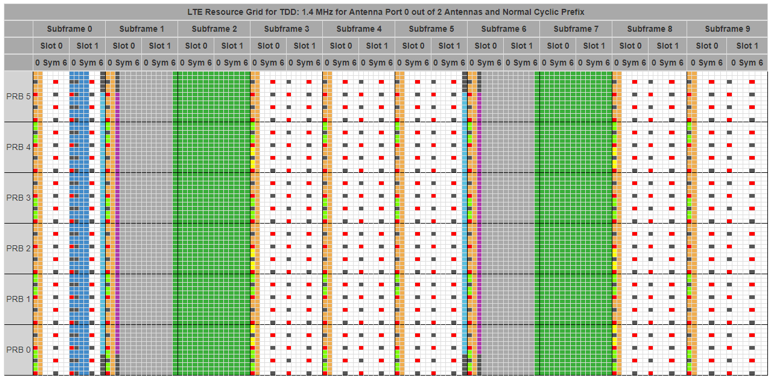 LTE Resource Grid for TDD: 1.4 MHz for Antenna Port 0 out of 2 Antennas and Normal Cyclic Prefix
Subframe 0 Subframe 1 Subframe 2 Subframe 3 Subframe 4 Subframe 5 Subframe 6 Subframe 7 Subframe 8 Subframe 9
Slot 0 Slot 1 Slot 0 Slot 1 Slot 0 Slot 1 Slot 0 Slot 1 Slot 0 Slot 1 Slot 0 Slot 1 Slot 0 Slot 1 Slot 0 Slot 1 Slot 0 Slot 1 Slot 0 Slot 1
0 Sym 6 0 Sym 6 0 Sym 6 0 Sym 6 0 Sym 6 0 Sym 6 0 Sym 6 0 Sym 6 0 Sym 6 0 Sym 6 0 Sym 6 0 Sym 6 0 Sym 6 0 Sym 6 0 Sym 6 0 Sym 6 0 Sym 6 0 Sym 6 0 Sym 6 0 Sym 6
PRB 5
PRB 4
PRB 3
PRB 2
PRB 1
PRB 0